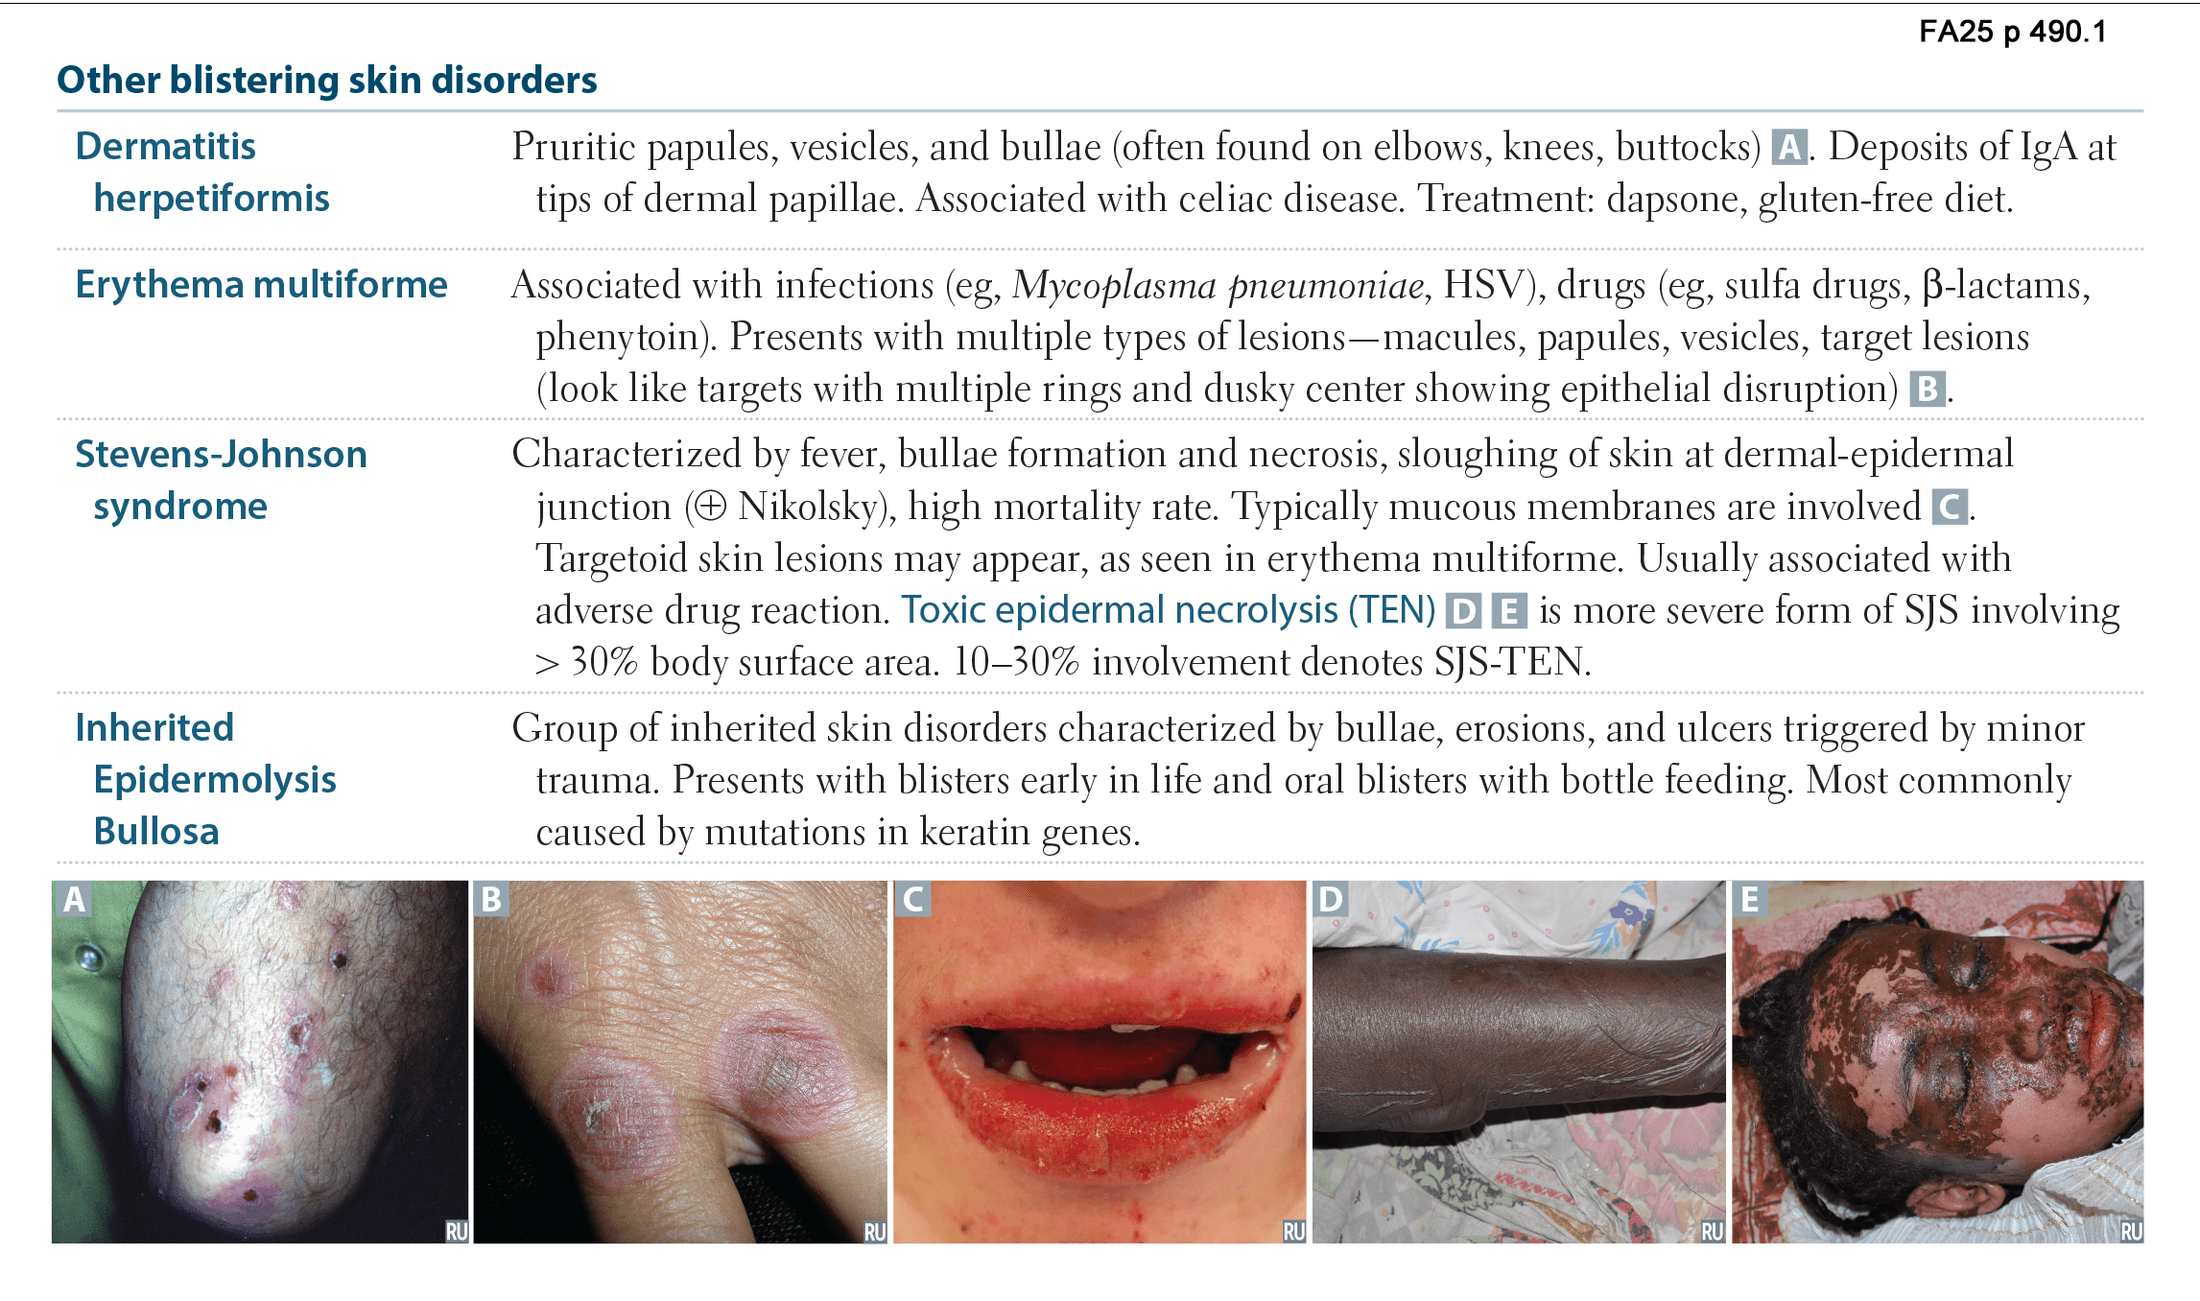 FA25 p 490.1
Other blistering skin disorders
Dermatitis
herpetiformis
Pruritic papules, vesicles, and bullae (often found on elbows, knees, buttocks) A. Deposits of IgA at
tips of dermal papillae. Associated with celiac disease. Treatment: dapsone, gluten-free diet.
Erythema multiforme
Associated with infections (eg, Mycoplasma pneumoniae, HSV), drugs (eg, sulfa drugs, β-lactams,
phenytoin). Presents with multiple types of lesions—macules, papules, vesicles, target lesions
(look like targets with multiple rings and dusky center showing epithelial disruption) B.
Stevens-Johnson
syndrome
Characterized by fever, bullae formation and necrosis, sloughing of skin at dermal-epidermal
junction (⊕ Nikolsky), high mortality rate. Typically mucous membranes are involved C.
Targetoid skin lesions may appear, as seen in erythema multiforme. Usually associated with
adverse drug reaction. Toxic epidermal necrolysis (TEN) D E is more severe form of SJS involving
> 30% body surface area. 10–30% involvement denotes SJS-TEN.
Inherited
Epidermolysis
Bullosa
Group of inherited skin disorders characterized by bullae, erosions, and ulcers triggered by minor
trauma. Presents with blisters early in life and oral blisters with bottle feeding. Most commonly
caused by mutations in keratin genes.
A B C D E
RU RU RU RU RU